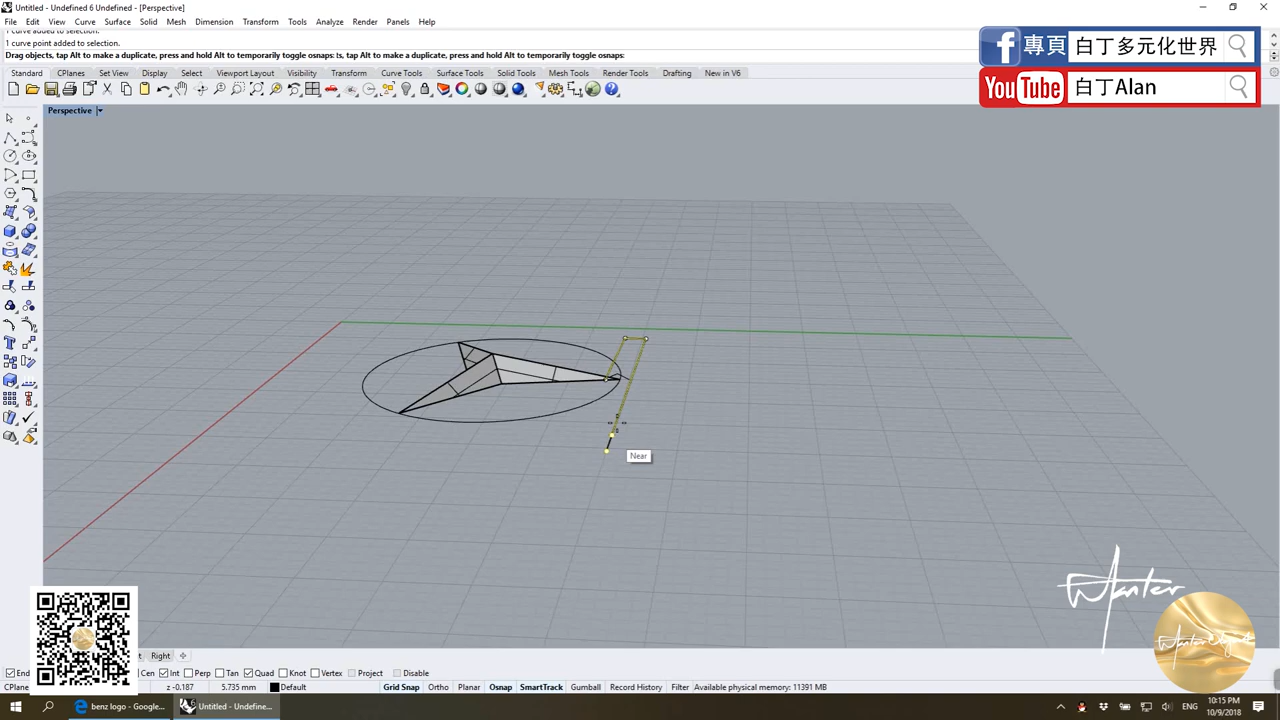 Untitled - Undefined 6 Undefined - [Perspective]
File Edit View Curve Surface Solid Mesh Dimension Transform Tools Analyze Render Panels Help
1 curve added to selection.
1 curve point added to selection.
Drag objects, tap Alt to make a duplicate, press and hold Alt to temporarily toggle osnaps:Alt to make a duplicate, press and hold Alt to temporarily toggle osnaps:
Standard CPlanes Set View Display Select Viewport Layout Visibility Transform Curve Tools Surface Tools Solid Tools Mesh Tools Render Tools Drafting New in V6
專頁 白丁多元化世界
YouTube 白丁Alan
Perspective
Near
Right
End Cen Int Perp Tan Quad Knot Vertex Project Disable
CPlane z -0.187 5.735 mm Default Grid Snap Ortho Planar Osnap SmartTrack Gumball Record History Filter Available physical memory: 11391 MB
benz logo - Google... Untitled - Undefine...
ENG 10:15 PM
10/9/2018